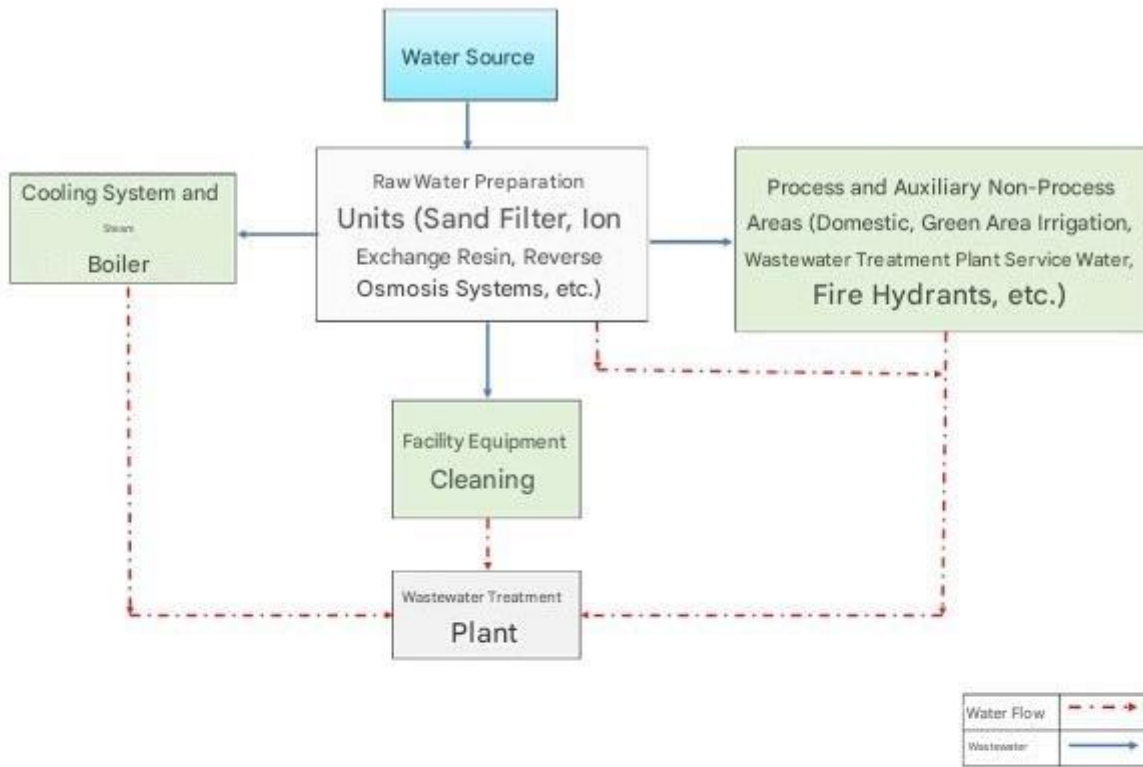 Water Source
Cooling System and
Steam
Boiler
Raw Water Preparation
Units (Sand Filter, Ion
Exchange Resin, Reverse
Osmosis Systems, etc.)
Process and Auxiliary Non-Process
Areas (Domestic, Green Area Irrigation,
Wastewater Treatment Plant Service Water,
Fire Hydrants, etc.)
Facility Equipment
Cleaning
Wastewater Treatment
Plant
Water Flow
Wastewater